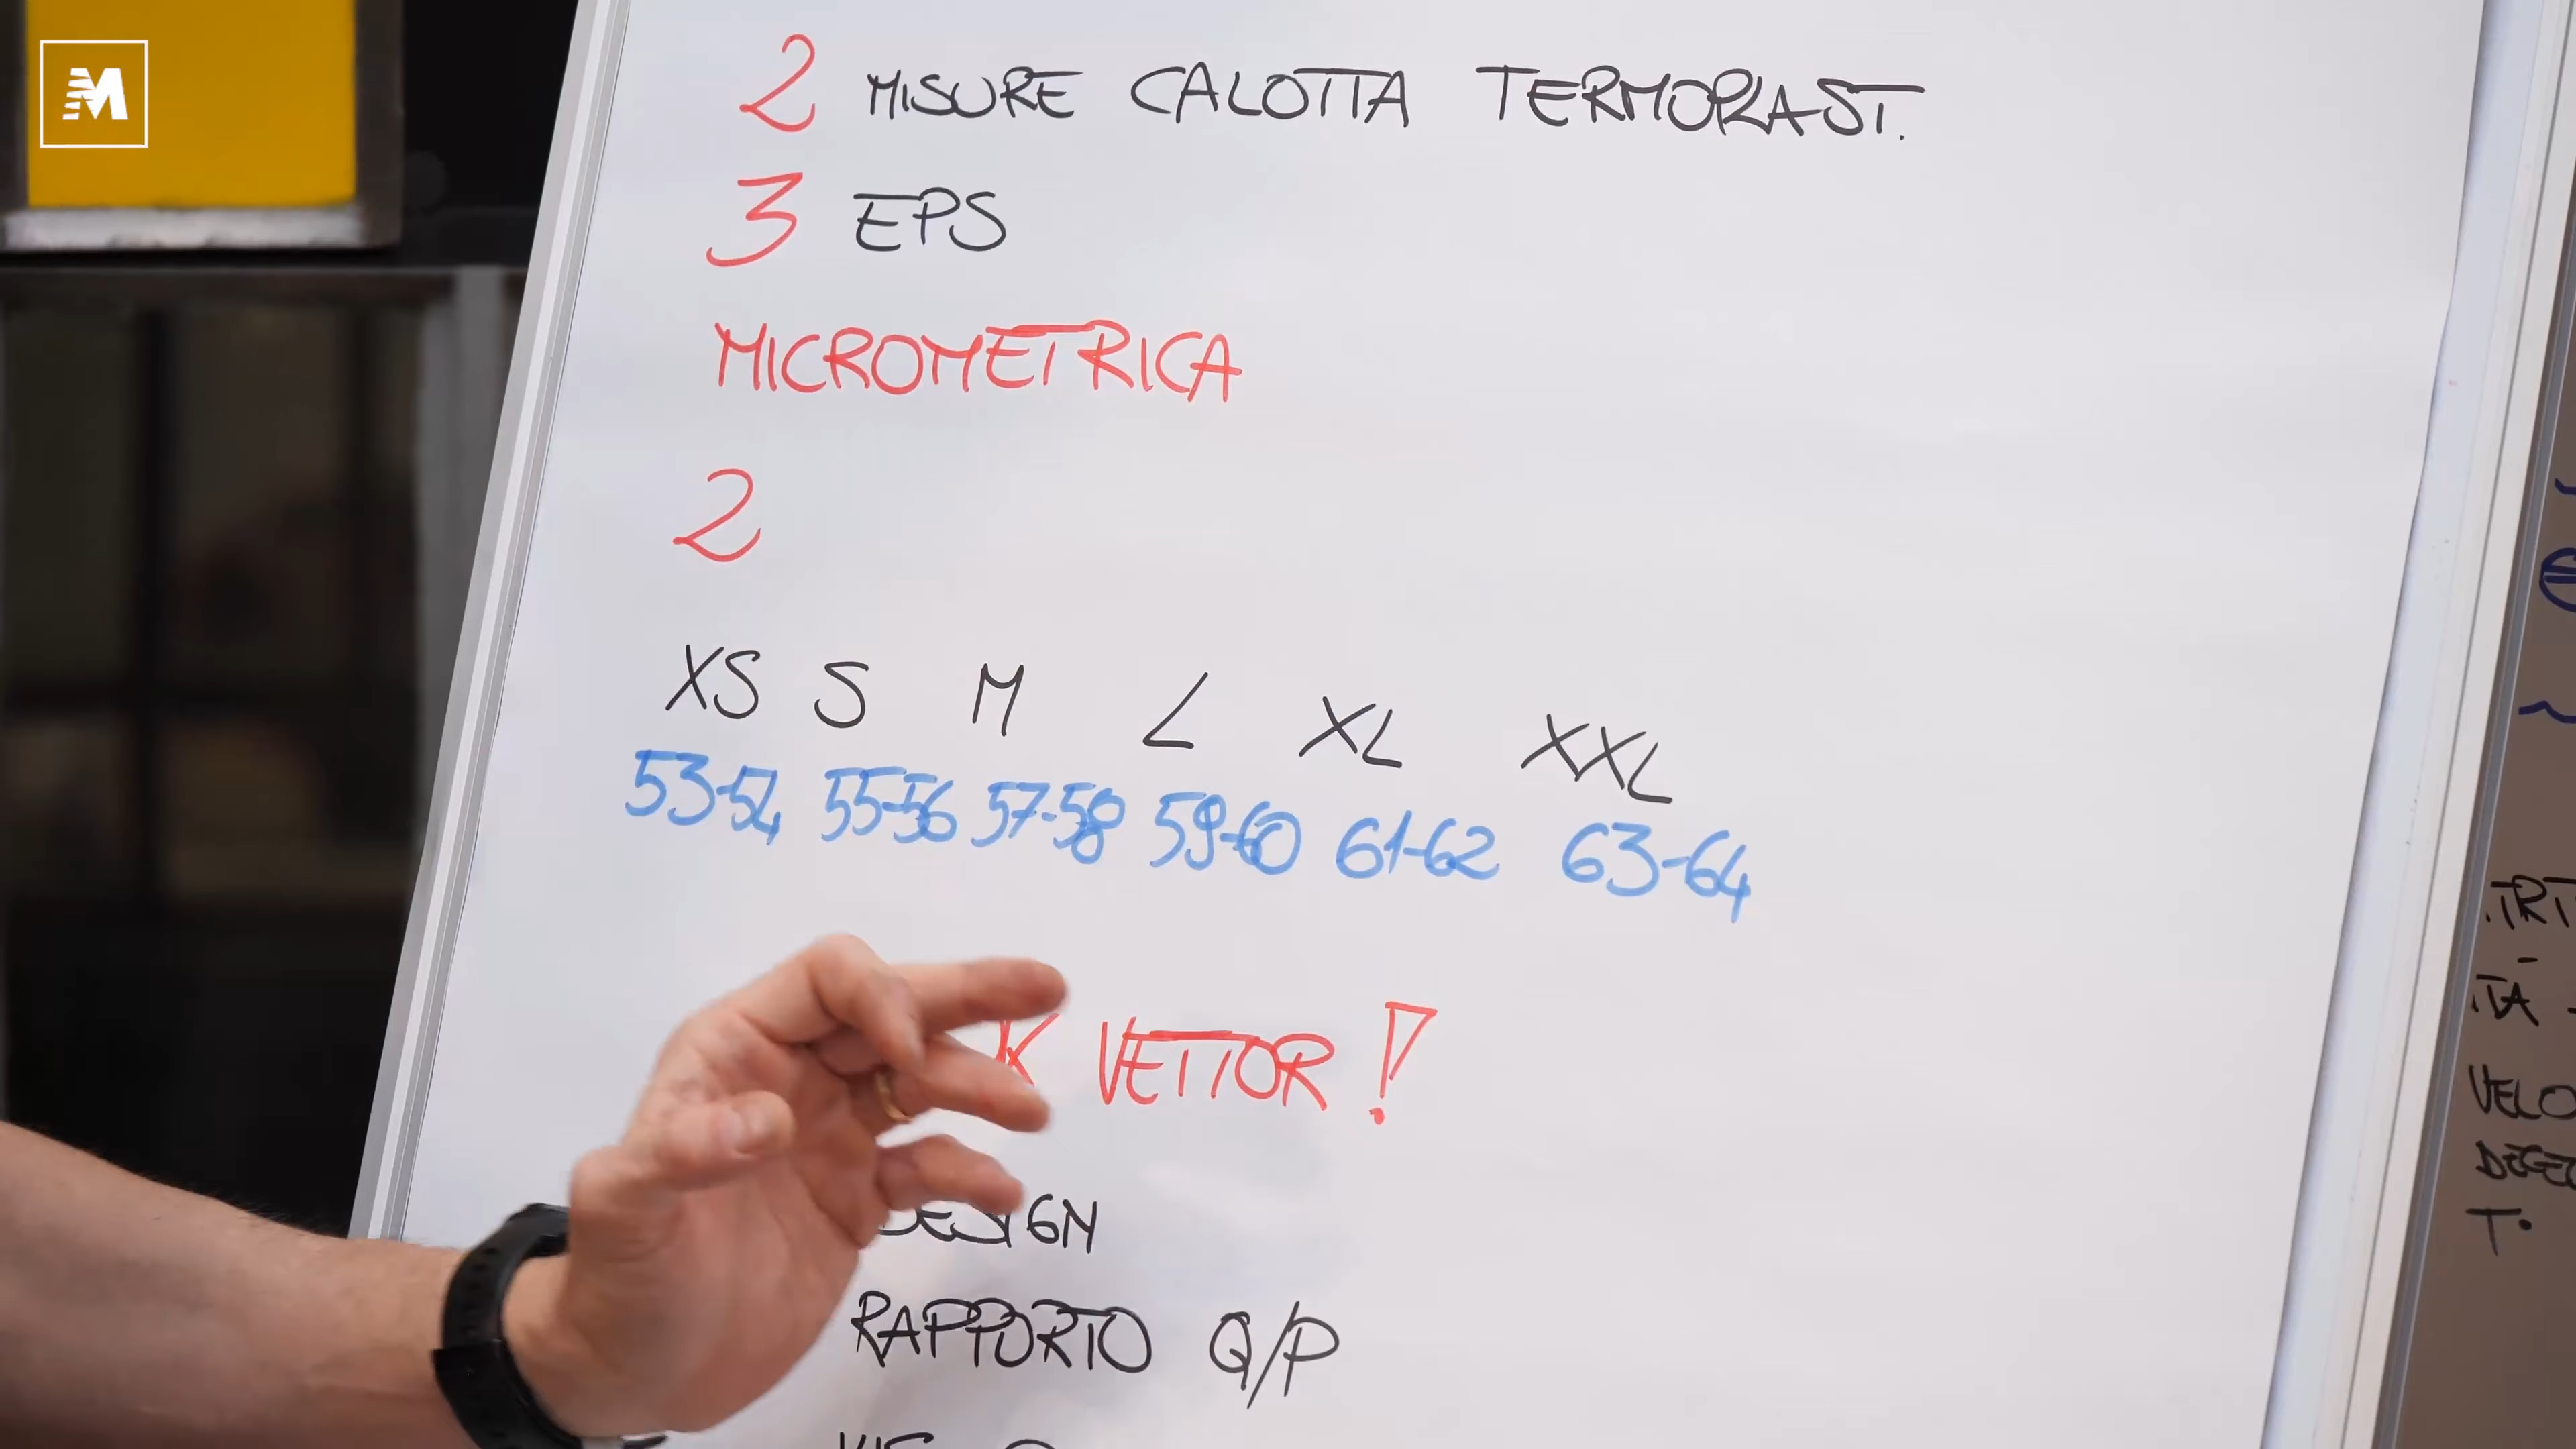 M
2 MISURE CALOTTA TERMOPLAST.
3 EPS
MICROMETRICA
2
XS S M L XL XXL
53-54 55-56 57-58 59-60 61-62 63-64
K VETTOR!
DESIGN
RAPPORTO Q/P
VELO
T.